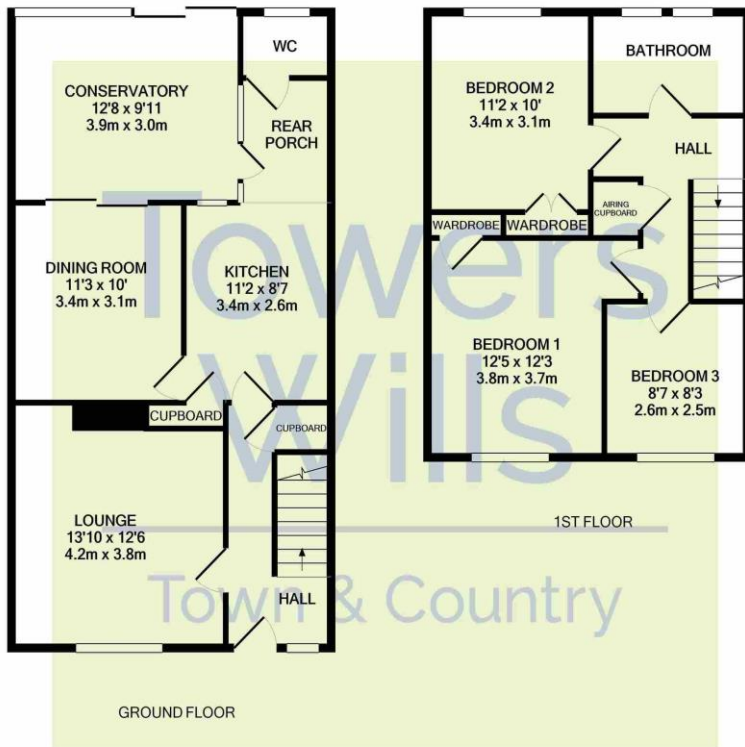 WC
CONSERVATORY
12'8 x 9'11
3.9m x 3.0m
REAR
PORCH
DINING ROOM
11'3 x 10'
3.4m x 3.1m
KITCHEN
11'2 x 8'7
3.4m x 2.6m
CUPBOARD
CUPBOARD
LOUNGE
13'10 x 12'6
4.2m x 3.8m
HALL
GROUND FLOOR
BATHROOM
BEDROOM 2
11'2 x 10'
3.4m x 3.1m
HALL
AIRING
CUPBOARD
WARDROBE
WARDROBE
BEDROOM 1
12'5 x 12'3
3.8m x 3.7m
BEDROOM 3
8'7 x 8'3
2.6m x 2.5m
1ST FLOOR
Towers
Wills
Town & Country